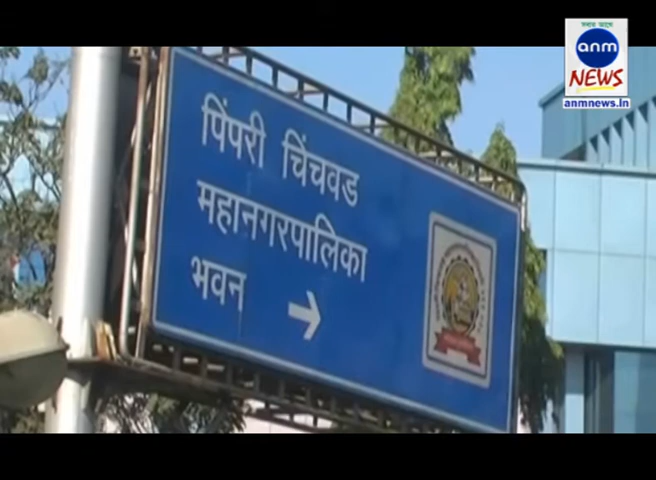 anm
NEWS
anmnews.in
पिंपरी चिंचवड
महानगरपालिका
भवन